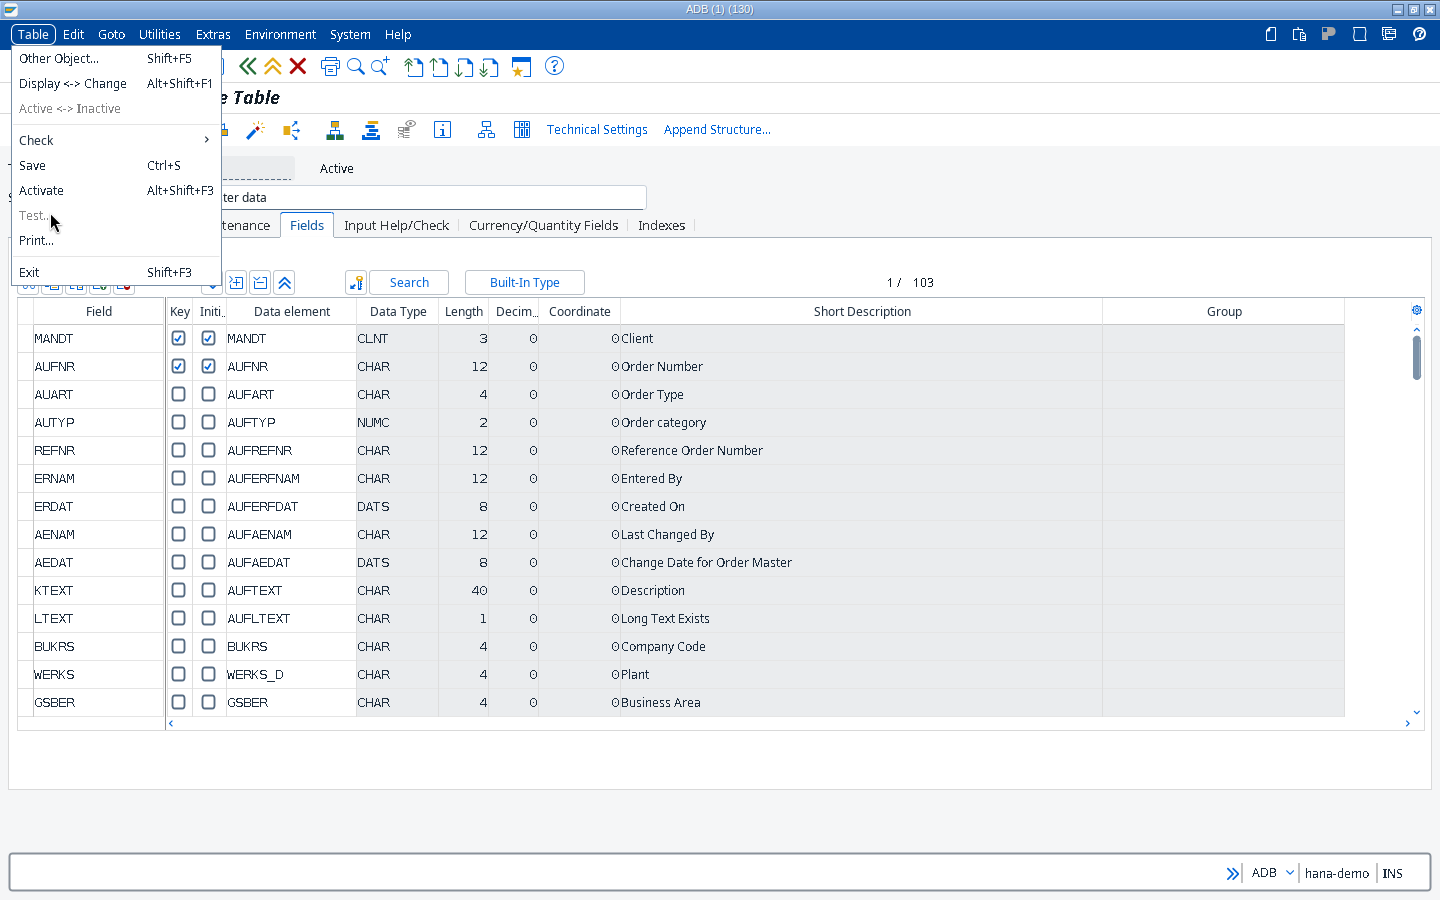 ADB (1) (130)
Table Edit Goto Utilities Extras Environment System Help
Other Object... Shift+F5
Display <-> Change Alt+Shift+F1
Active <-> Inactive
Check
Save Ctrl+S
Activate Alt+Shift+F3
Test...
Print...
Exit Shift+F3
e Table
Technical Settings Append Structure...
Active
ter data
tenance Fields Input Help/Check Currency/Quantity Fields Indexes
Search Built-In Type 1 / 103
Field Key Initi.. Data element Data Type Length Decim... Coordinate Short Description Group
MANDT MANDT CLNT 3 0 0 Client
AUFNR AUFNR CHAR 12 0 0 Order Number
AUART AUFART CHAR 4 0 0 Order Type
AUTYP AUFTYP NUMC 2 0 0 Order category
REFNR AUFREFNR CHAR 12 0 0 Reference Order Number
ERNAM AUFERFNAM CHAR 12 0 0 Entered By
ERDAT AUFERFDAT DATS 8 0 0 Created On
AENAM AUFAENAM CHAR 12 0 0 Last Changed By
AEDAT AUFAEDAT DATS 8 0 0 Change Date for Order Master
KTEXT AUFTEXT CHAR 40 0 0 Description
LTEXT AUFLTEXT CHAR 1 0 0 Long Text Exists
BUKRS BUKRS CHAR 4 0 0 Company Code
WERKS WERKS_D CHAR 4 0 0 Plant
GSBER GSBER CHAR 4 0 0 Business Area
ADB hana-demo INS